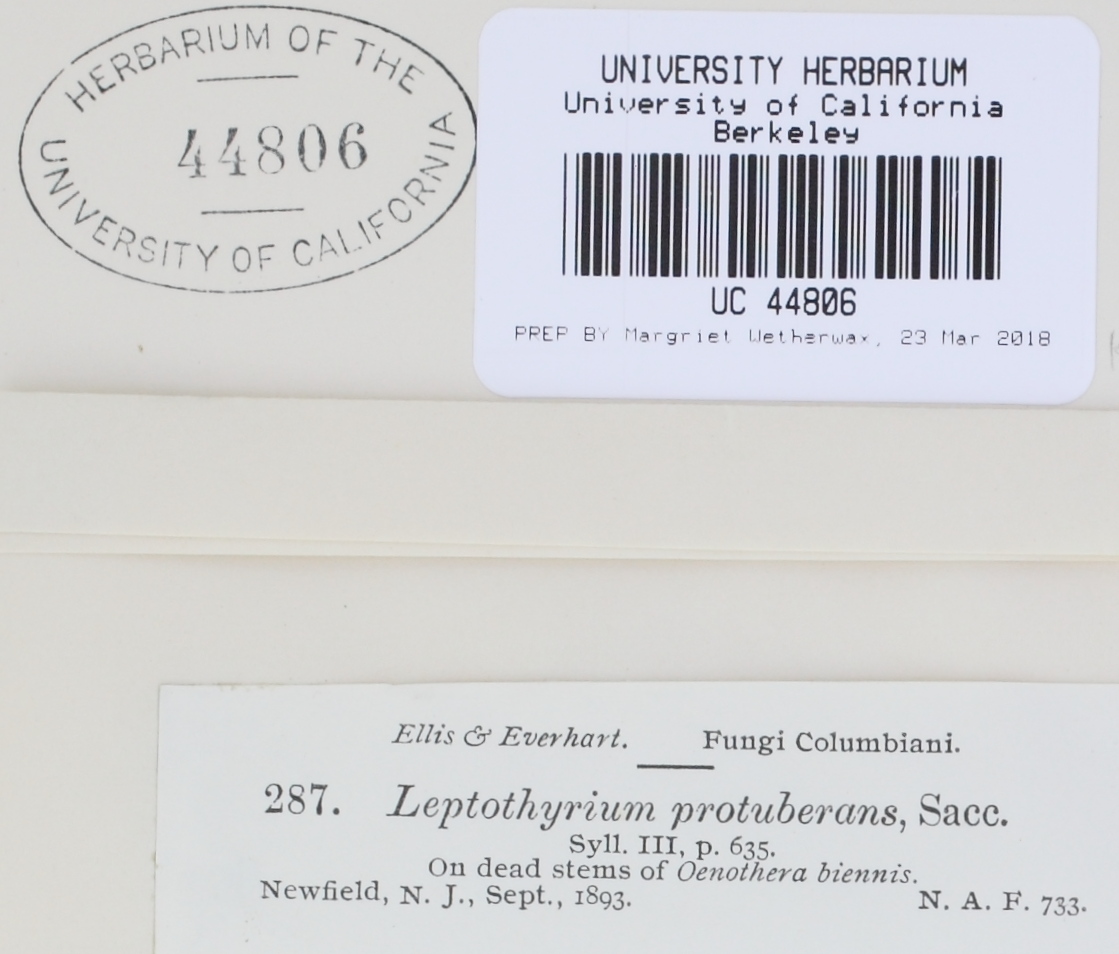 HERBARIUM OF THE
44806
UNIVERSITY OF CALIFORNIA
UNIVERSITY HERBARIUM
University of California
Berkeley
UC 44806
PREP BY Margriet Wetherwax, 23 Mar 2018
Ellis & Everhart. Fungi Columbiani.
287. Leptothyrium protuberans, Sacc.
Syll. III, p. 635.
On dead stems of Oenothera biennis.
Newfield, N. J., Sept., 1893. N. A. F. 733.